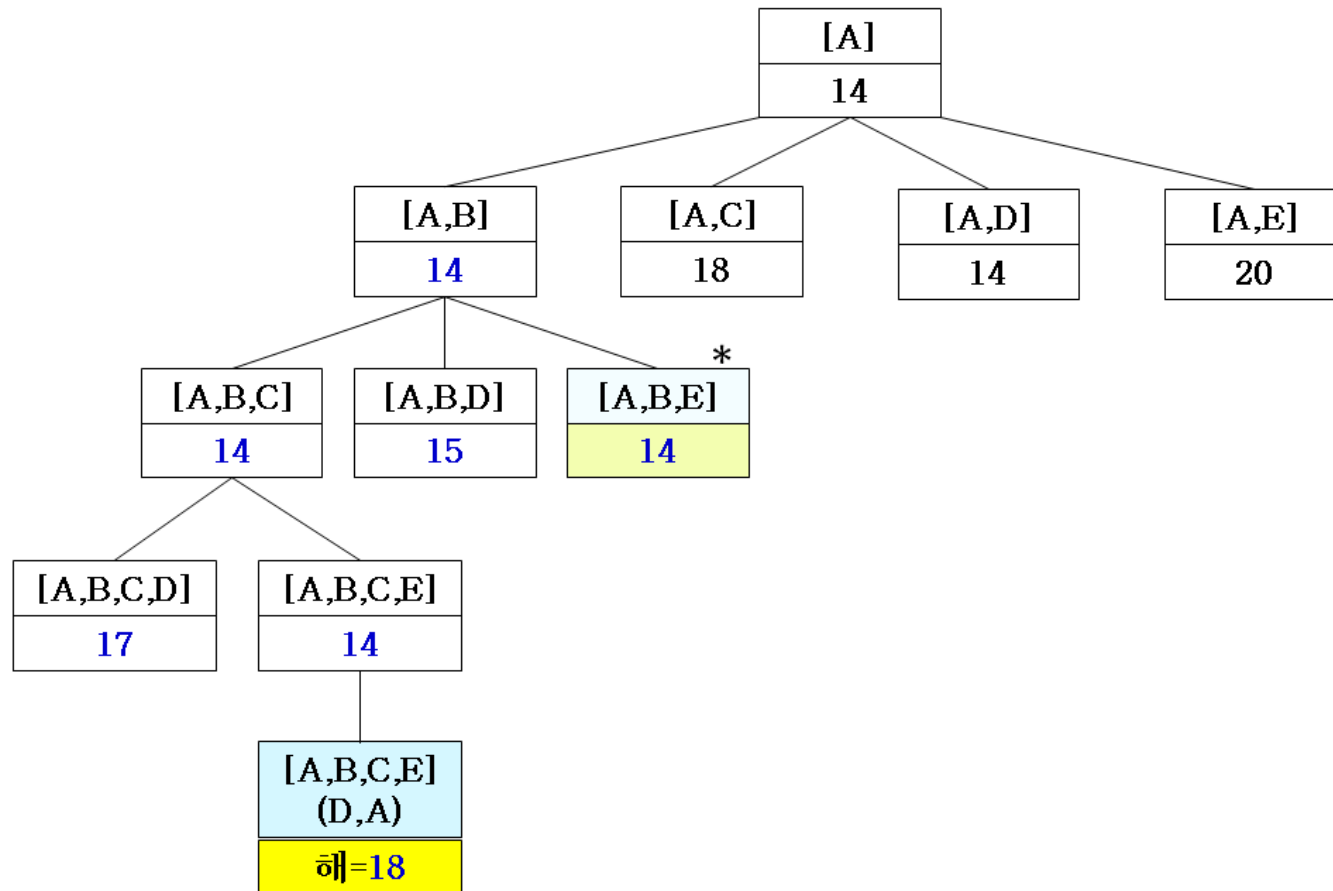 [A]
14
[A,B]
14
[A,C]
18
[A,D]
14
[A,E]
20
*
[A,B,C]
14
[A,B,D]
15
[A,B,E]
14
[A,B,C,D]
17
[A,B,C,E]
14
[A,B,C,E]
(D,A)
해=18